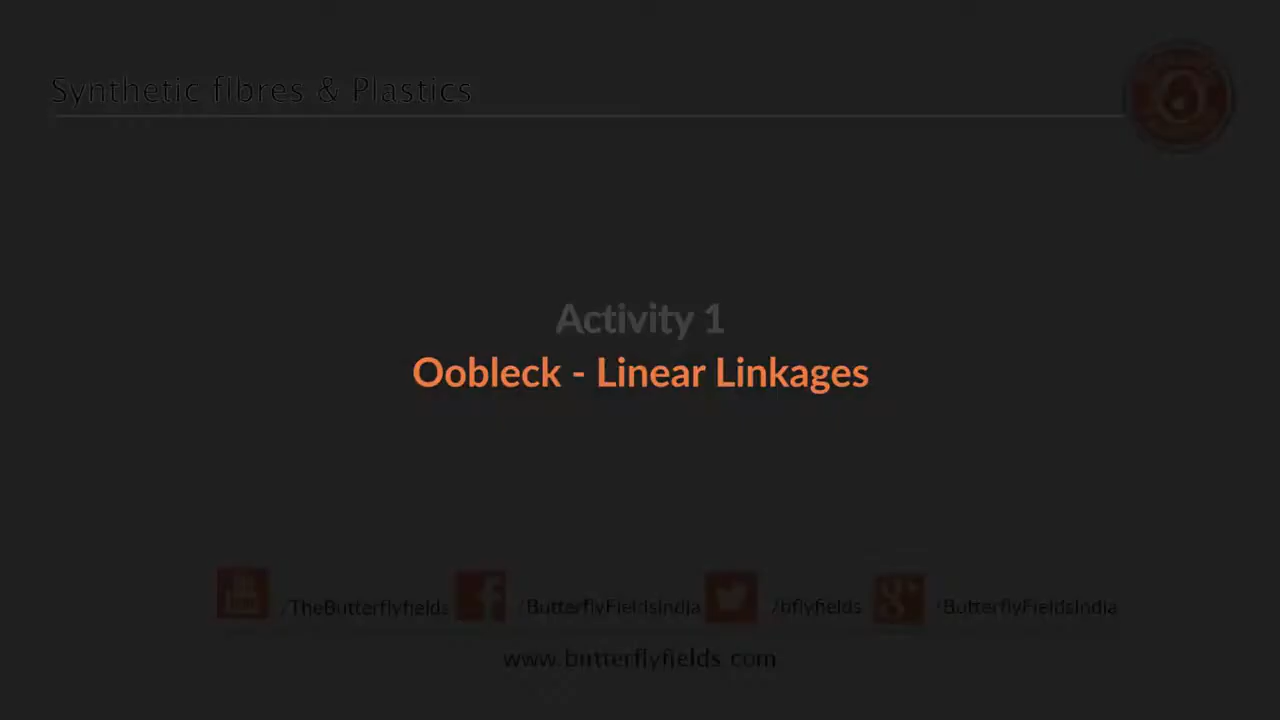 Synthetic fibres & Plastics
Activity 1
Oobleck - Linear Linkages
/TheButterflyfields /ButterflyFieldsIndia /bflyfields /ButterflyFieldsIndia
www.butterflyfields.com